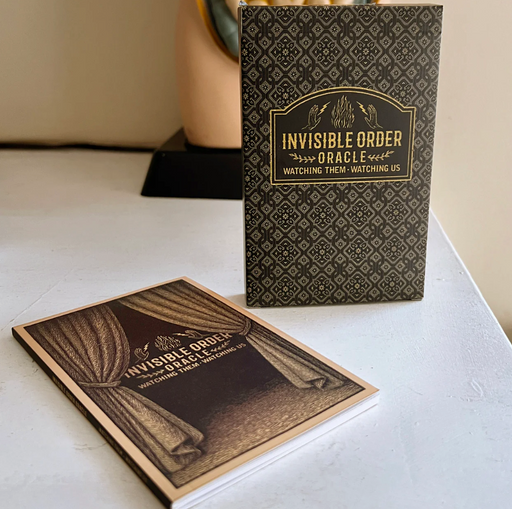 INVISIBLE ORDER
ORACLE
WATCHING THEM · WATCHING US
INVISIBLE ORDER
ORACLE
WATCHING THEM · WATCHING US